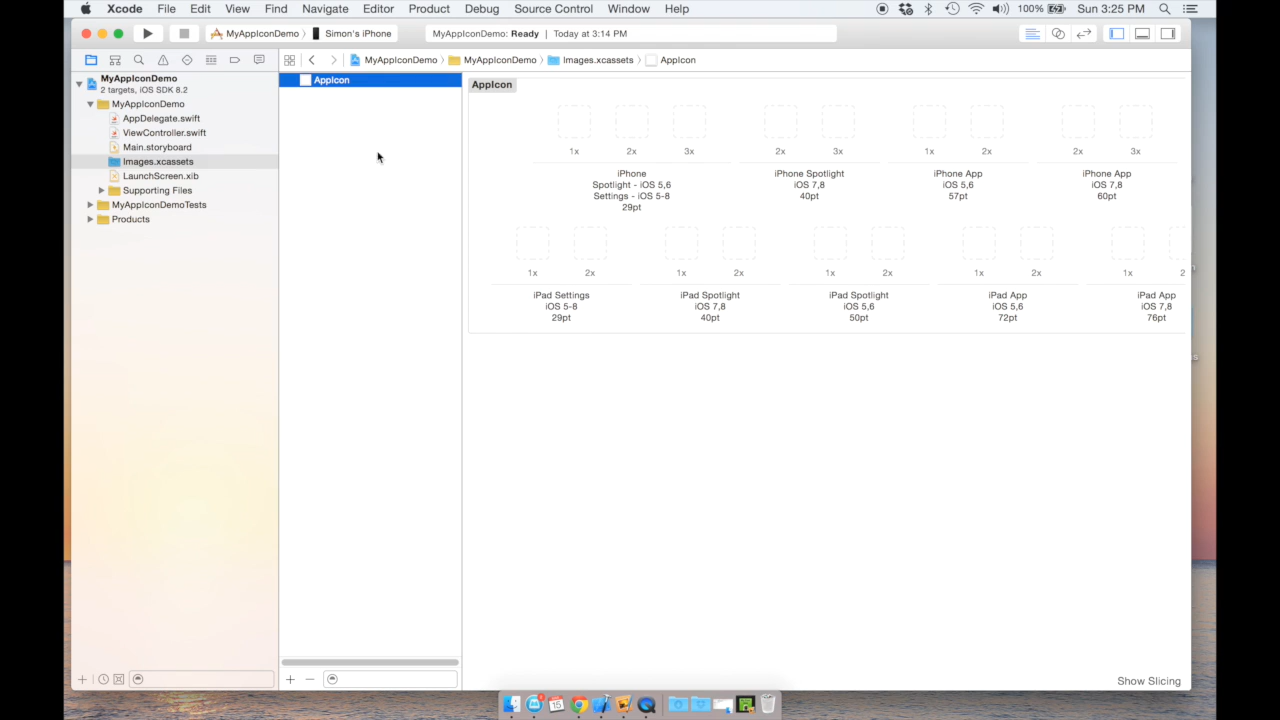 Xcode File Edit View Find Navigate Editor Product Debug Source Control Window Help 100% Sun 3:25 PM
MyAppIconDemo Simon's iPhone MyAppIconDemo: Ready Today at 3:14 PM
MyAppIconDemo MyAppIconDemo Images.xcassets AppIcon
MyAppIconDemo
2 targets, iOS SDK 8.2
MyAppIconDemo
AppDelegate.swift
ViewController.swift
Main.storyboard
Images.xcassets
LaunchScreen.xib
Supporting Files
MyAppIconDemoTests
Products
AppIcon
AppIcon
1x 2x 3x 2x 3x 1x 2x 2x 3x
iPhone
Spotlight - iOS 5,6
Settings - iOS 5-8
29pt
iPhone Spotlight
iOS 7,8
40pt
iPhone App
iOS 5,6
57pt
iPhone App
iOS 7,8
60pt
1x 2x 1x 2x 1x 2x 1x 2x 1x 2
iPad Settings
iOS 5-8
29pt
iPad Spotlight
iOS 7,8
40pt
iPad Spotlight
iOS 5,6
50pt
iPad App
iOS 5,6
72pt
iPad App
iOS 7,8
76pt
Show Slicing